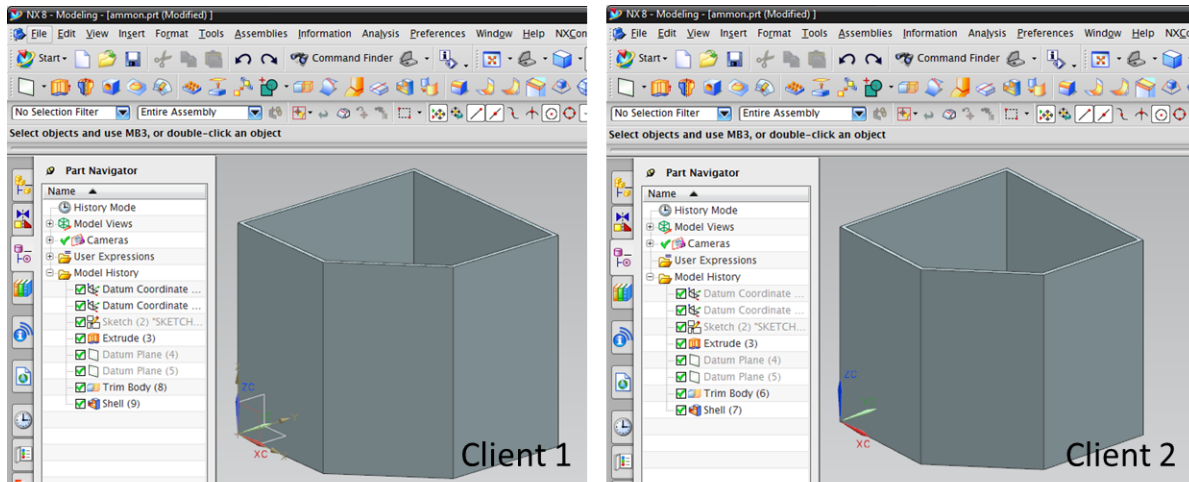 NX 8 - Modeling - [ammon.prt (Modified) ]
File Edit View Insert Format Tools Assemblies Information Analysis Preferences Window Help NXCon
Start
Command Finder
No Selection Filter Entire Assembly
Select objects and use MB3, or double-click an object
Part Navigator
Name
History Mode
Model Views
Cameras
User Expressions
Model History
Datum Coordinate ...
Datum Coordinate ...
Sketch (2) "SKETCH...
Extrude (3)
Datum Plane (4)
Datum Plane (5)
Trim Body (8)
Shell (9)
ZC
Y
XC
Client 1
NX 8 - Modeling - [ammon.prt (Modified) ]
File Edit View Insert Format Tools Assemblies Information Analysis Preferences Window Help NXC
Start
Command Finder
No Selection Filter Entire Assembly
Select objects and use MB3, or double-click an object
Part Navigator
Name
History Mode
Model Views
Cameras
User Expressions
Model History
Datum Coordinate ...
Datum Coordinate ...
Sketch (2) "SKETCH...
Extrude (3)
Datum Plane (4)
Datum Plane (5)
Trim Body (6)
Shell (7)
ZC
XC
Client 2